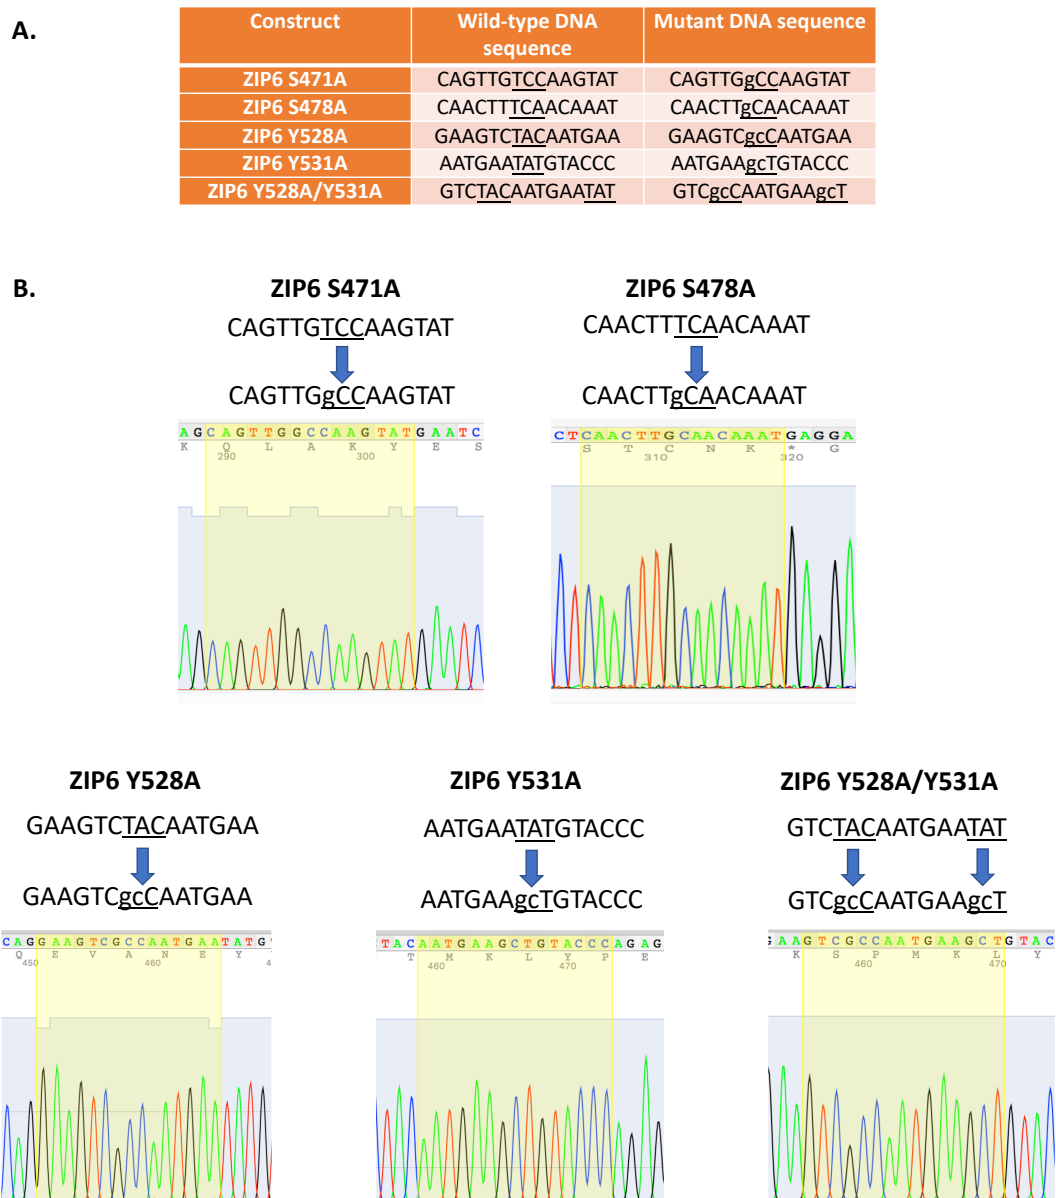 A.
Construct Wild-type DNA sequence Mutant DNA sequence
ZIP6 S471A CAGTTGTCCAAGTAT CAGTTGgCCAAGTAT
ZIP6 S478A CAACTTTCAACAAAT CAACTTgCAACAAAT
ZIP6 Y528A GAAGTCTACAATGAA GAAGTCgcCAATGAA
ZIP6 Y531A AATGAATATGTACCC AATGAAgcTGTACCC
ZIP6 Y528A/Y531A GTCTACAATGAATAT GTCgcCAATGAAgcT
B.
ZIP6 S471A
CAGTTGTCCAAGTAT
CAGTTGgCCAAGTAT
AGCAGTTGGCCAAGTATGAATC
K Q L A K Y E S
290 300
ZIP6 S478A
CAACTTTCAACAAAT
CAACTTgCAACAAAT
CTCAACTTGCAACAAATGAGGA
S T C N K * G
310 320
ZIP6 Y528A
GAAGTCTACAATGAA
GAAGTCgcCAATGAA
CAGGAAGTCGCCAATGAATATG
Q E V A N E Y
450 460
ZIP6 Y531A
AATGAATATGTACCC
AATGAAgcTGTACCC
TACAATGAAGCTGTACCCAGAG
T M K L Y P E
460 470
ZIP6 Y528A/Y531A
GTCTACAATGAATAT
GTCgcCAATGAAgcT
GAAGTCGCCAATGAAGCTGTAC
K S P M K L Y
460 470